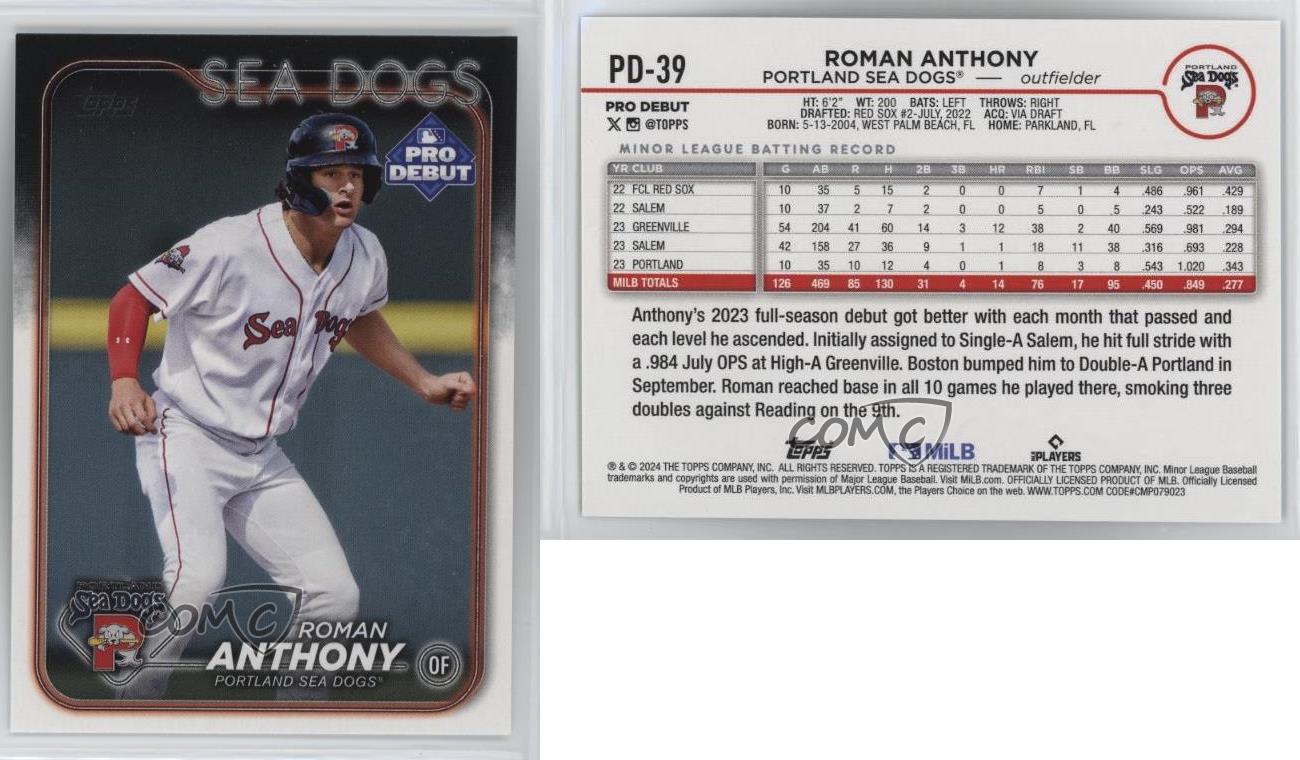 SEA DOGS
Topps
PRO
DEBUT
Sea Dogs
PORTLAND
Sea Dogs
P
COMC
ROMAN
ANTHONY
OF
PORTLAND SEA DOGS®
PD-39
ROMAN ANTHONY
PORTLAND SEA DOGS® — outfielder
PORTLAND
Sea Dogs
P
PRO DEBUT
X @TOPPS
HT: 6'2" WT: 200 BATS: LEFT THROWS: RIGHT
DRAFTED: RED SOX #2-JULY, 2022 ACQ: VIA DRAFT
BORN: 5-13-2004, WEST PALM BEACH, FL HOME: PARKLAND, FL
MINOR LEAGUE BATTING RECORD
YR CLUB G AB R H 2B 3B HR RBI SB BB SLG OPS AVG
22 FCL RED SOX 10 35 5 15 2 0 0 7 1 4 .486 .961 .429
22 SALEM 10 37 2 7 2 0 0 5 0 5 .243 .522 .189
23 GREENVILLE 54 204 41 60 14 3 12 38 2 40 .569 .981 .294
23 SALEM 42 158 27 36 9 1 1 18 11 38 .316 .693 .228
23 PORTLAND 10 35 10 12 4 0 1 8 3 8 .543 1.020 .343
MILB TOTALS 126 469 85 130 31 4 14 76 17 95 .450 .849 .277
Anthony's 2023 full-season debut got better with each month that passed and
each level he ascended. Initially assigned to Single-A Salem, he hit full stride with
a .984 July OPS at High-A Greenville. Boston bumped him to Double-A Portland in
September. Roman reached base in all 10 games he played there, smoking three
doubles against Reading on the 9th.
COMC
Topps MiLB PLAYERS
® & © 2024 THE TOPPS COMPANY, INC. ALL RIGHTS RESERVED. TOPPS IS A REGISTERED TRADEMARK OF THE TOPPS COMPANY, INC. Minor League Baseball
trademarks and copyrights are used with permission of Major League Baseball. Visit MiLB.com. OFFICIALLY LICENSED PRODUCT OF MLB. Officially Licensed
Product of MLB Players, Inc. Visit MLBPLAYERS.COM, the Players Choice on the web. WWW.TOPPS.COM CODE#CMP079023